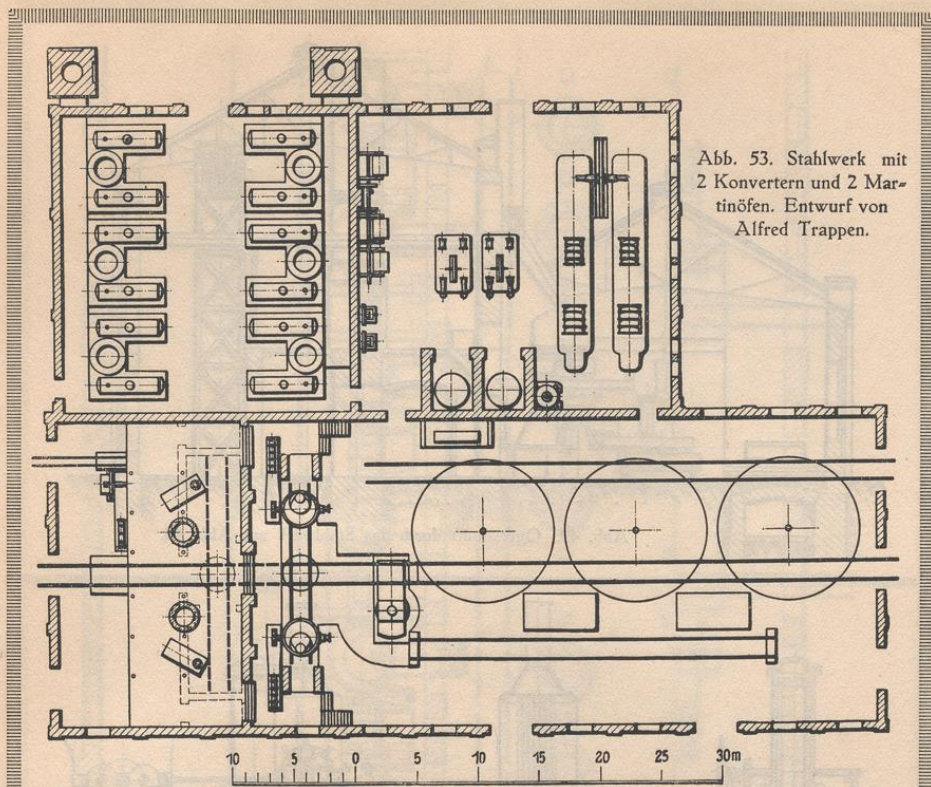 Abb. 53. Stahlwerk mit
2 Konvertern und 2 Mar=
tinöfen. Entwurf von
Alfred Trappen.
10 5 0 5 10 15 20 25 30m